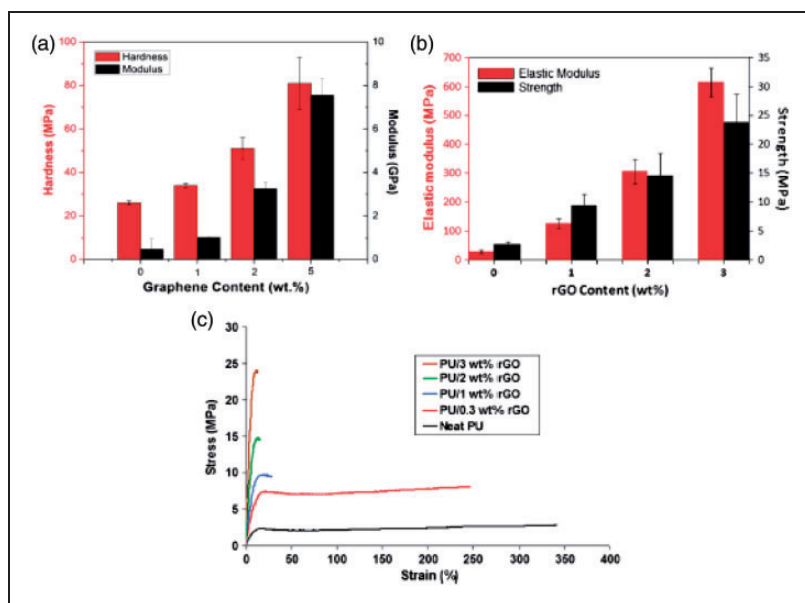 (a)
Hardness
Modulus
Hardness (MPa)
100
80
60
40
20
0
Modulus (GPa)
10
8
6
4
2
0
0 1 2 5
Graphene Content (wt.%)
(b)
Elastic Modulus
Strength
Elastic modulus (MPa)
700
600
500
400
300
200
100
0
Strength (MPa)
35
30
25
20
15
10
5
0
0 1 2 3
rGO Content (wt%)
(c)
PU/3 wt% rGO
PU/2 wt% rGO
PU/1 wt% rGO
PU/0.3 wt% rGO
Neat PU
Stress (MPa)
30
25
20
15
10
5
0
0 50 100 150 200 250 300 350 400
Strain (%)